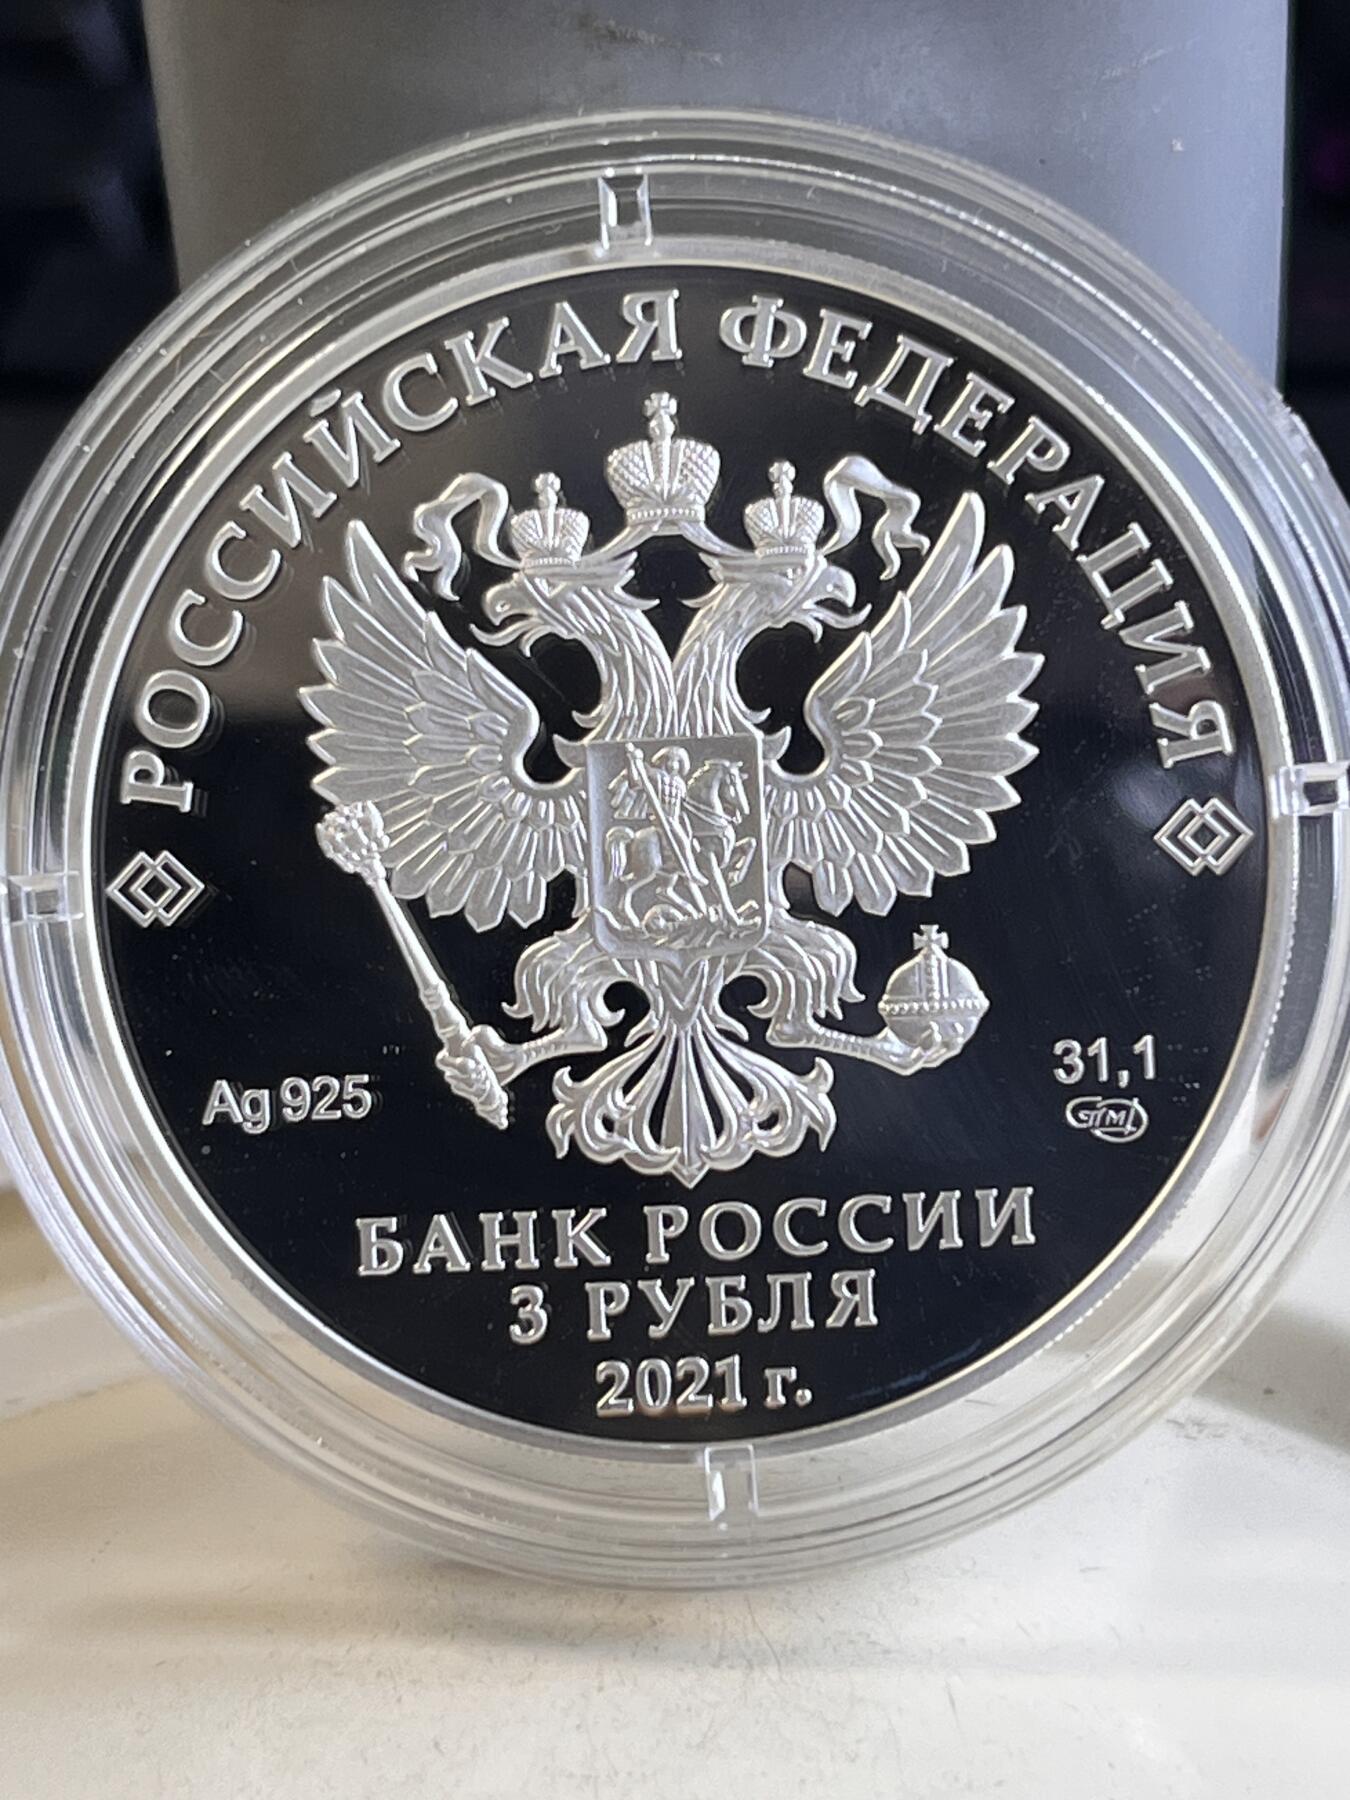 РОССИЙСКАЯ ФЕДЕРАЦИЯ
Ag 925
31,1
СПМД
БАНК РОССИИ
3 РУБЛЯ
2021 г.